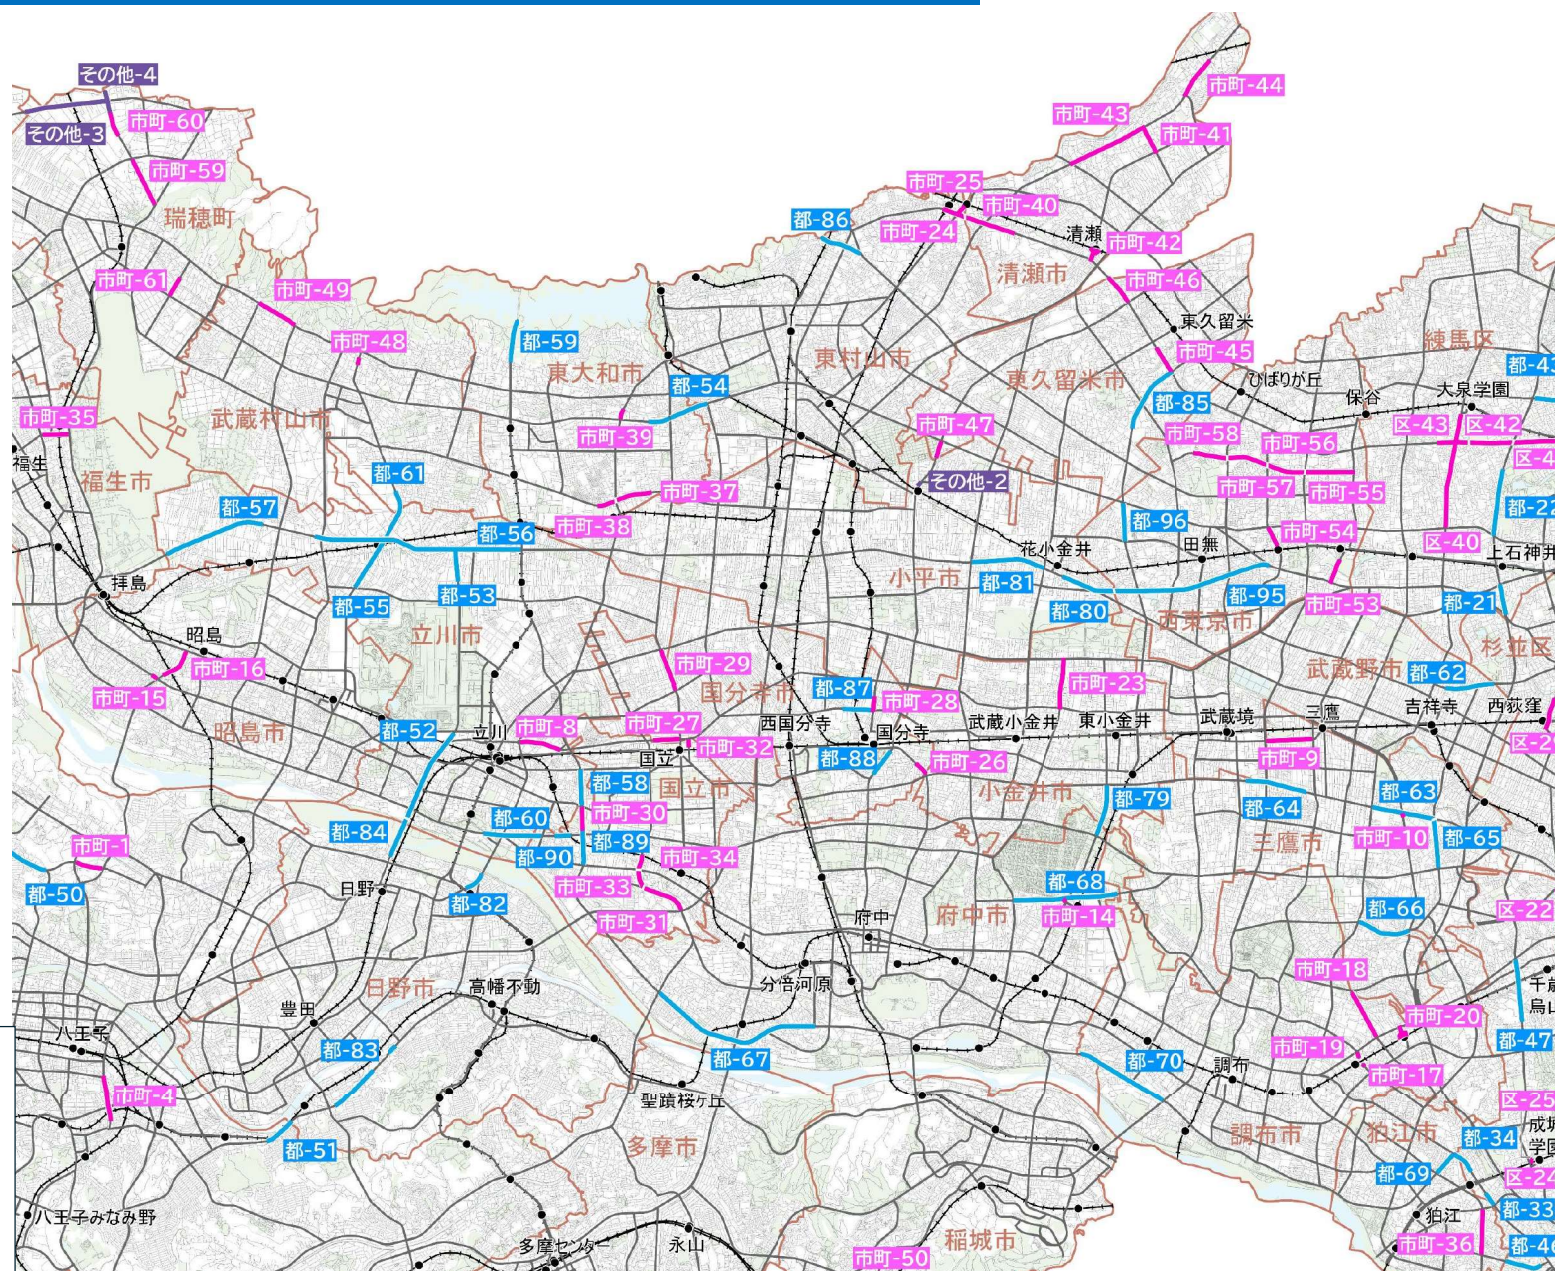 その他-4
市町-44
市町-43
市町-60
その他-3
市町-41
市町-59
市町-25
市町-40
瑞穂町
都-86
市町-24
清瀬
市町-42
清瀬市
市町-61
市町-49
市町-46
東久留米
都-59
市町-48
東村山市
市町-45
練馬区
東大和市
都-54
東久留米市
ひばりが丘
大泉学園
保谷
都-85
市町-35
武蔵村山市
市町-39
市町-47
市町-58
市町-56
区-43
区-42
福生
福生市
都-61
その他-2
市町-57
市町-55
都-57
市町-37
市町-38
都-56
都-96
市町-54
都-22
区-40
花小金井
田無
上石神井
拝島
小平市
都-81
都-55
都-53
都-80
都-95
市町-53
都-21
昭島
立川市
西東京市
杉並区
市町-16
市町-15
市町-29
国分寺市
都-87
市町-28
市町-23
武蔵野市
都-62
昭島市
都-52
立川
市町-8
市町-27
市町-32
国立
西国分寺
国分寺
武蔵小金井
東小金井
武蔵境
三鷹
吉祥寺
西荻窪
都-88
市町-26
市町-9
都-58
国立市
小金井市
都-79
都-64
都-63
都-60
市町-30
都-84
都-89
三鷹市
市町-10
都-65
市町-1
都-90
市町-34
都-50
日野
都-82
市町-33
市町-31
都-68
市町-14
府中市
府中
都-66
区-22
日野市
高幡不動
分倍河原
市町-18
豊田
市町-20
八王子
都-83
都-67
都-70
市町-19
市町-17
調布
都-47
市町-4
聖蹟桜ヶ丘
区-25
都-51
多摩市
調布市
狛江市
都-34
都-69
区-24
八王子みなみ野
狛江
都-33
多摩センター
永山
稲城市
市町-50
市町-36